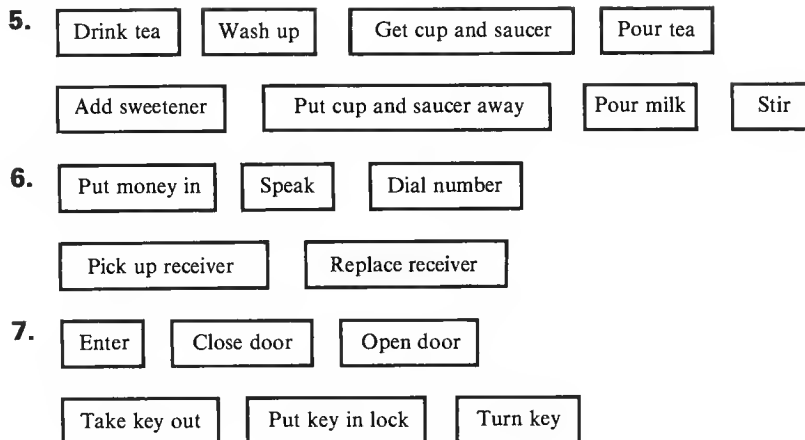 5. Drink tea Wash up Get cup and saucer Pour tea
Add sweetener Put cup and saucer away Pour milk Stir
6. Put money in Speak Dial number
Pick up receiver Replace receiver
7. Enter Close door Open door
Take key out Put key in lock Turn key